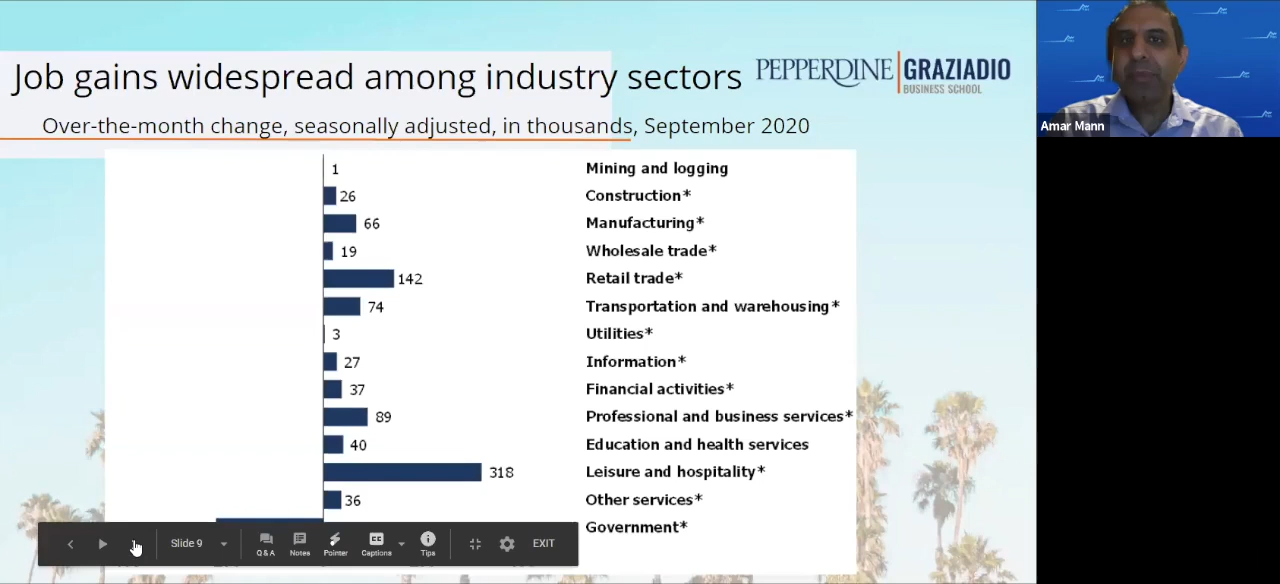 Job gains widespread among industry sectors
PEPPERDINE GRAZIADIO
BUSINESS SCHOOL
Over-the-month change, seasonally adjusted, in thousands, September 2020
Amar Mann
1 Mining and logging
26 Construction*
66 Manufacturing*
19 Wholesale trade*
142 Retail trade*
74 Transportation and warehousing*
3 Utilities*
27 Information*
37 Financial activities*
89 Professional and business services*
40 Education and health services
318 Leisure and hospitality*
36 Other services*
Government*
Slide 9
Q & A
Notes
Pointer
CC
Captions
Tips
EXIT